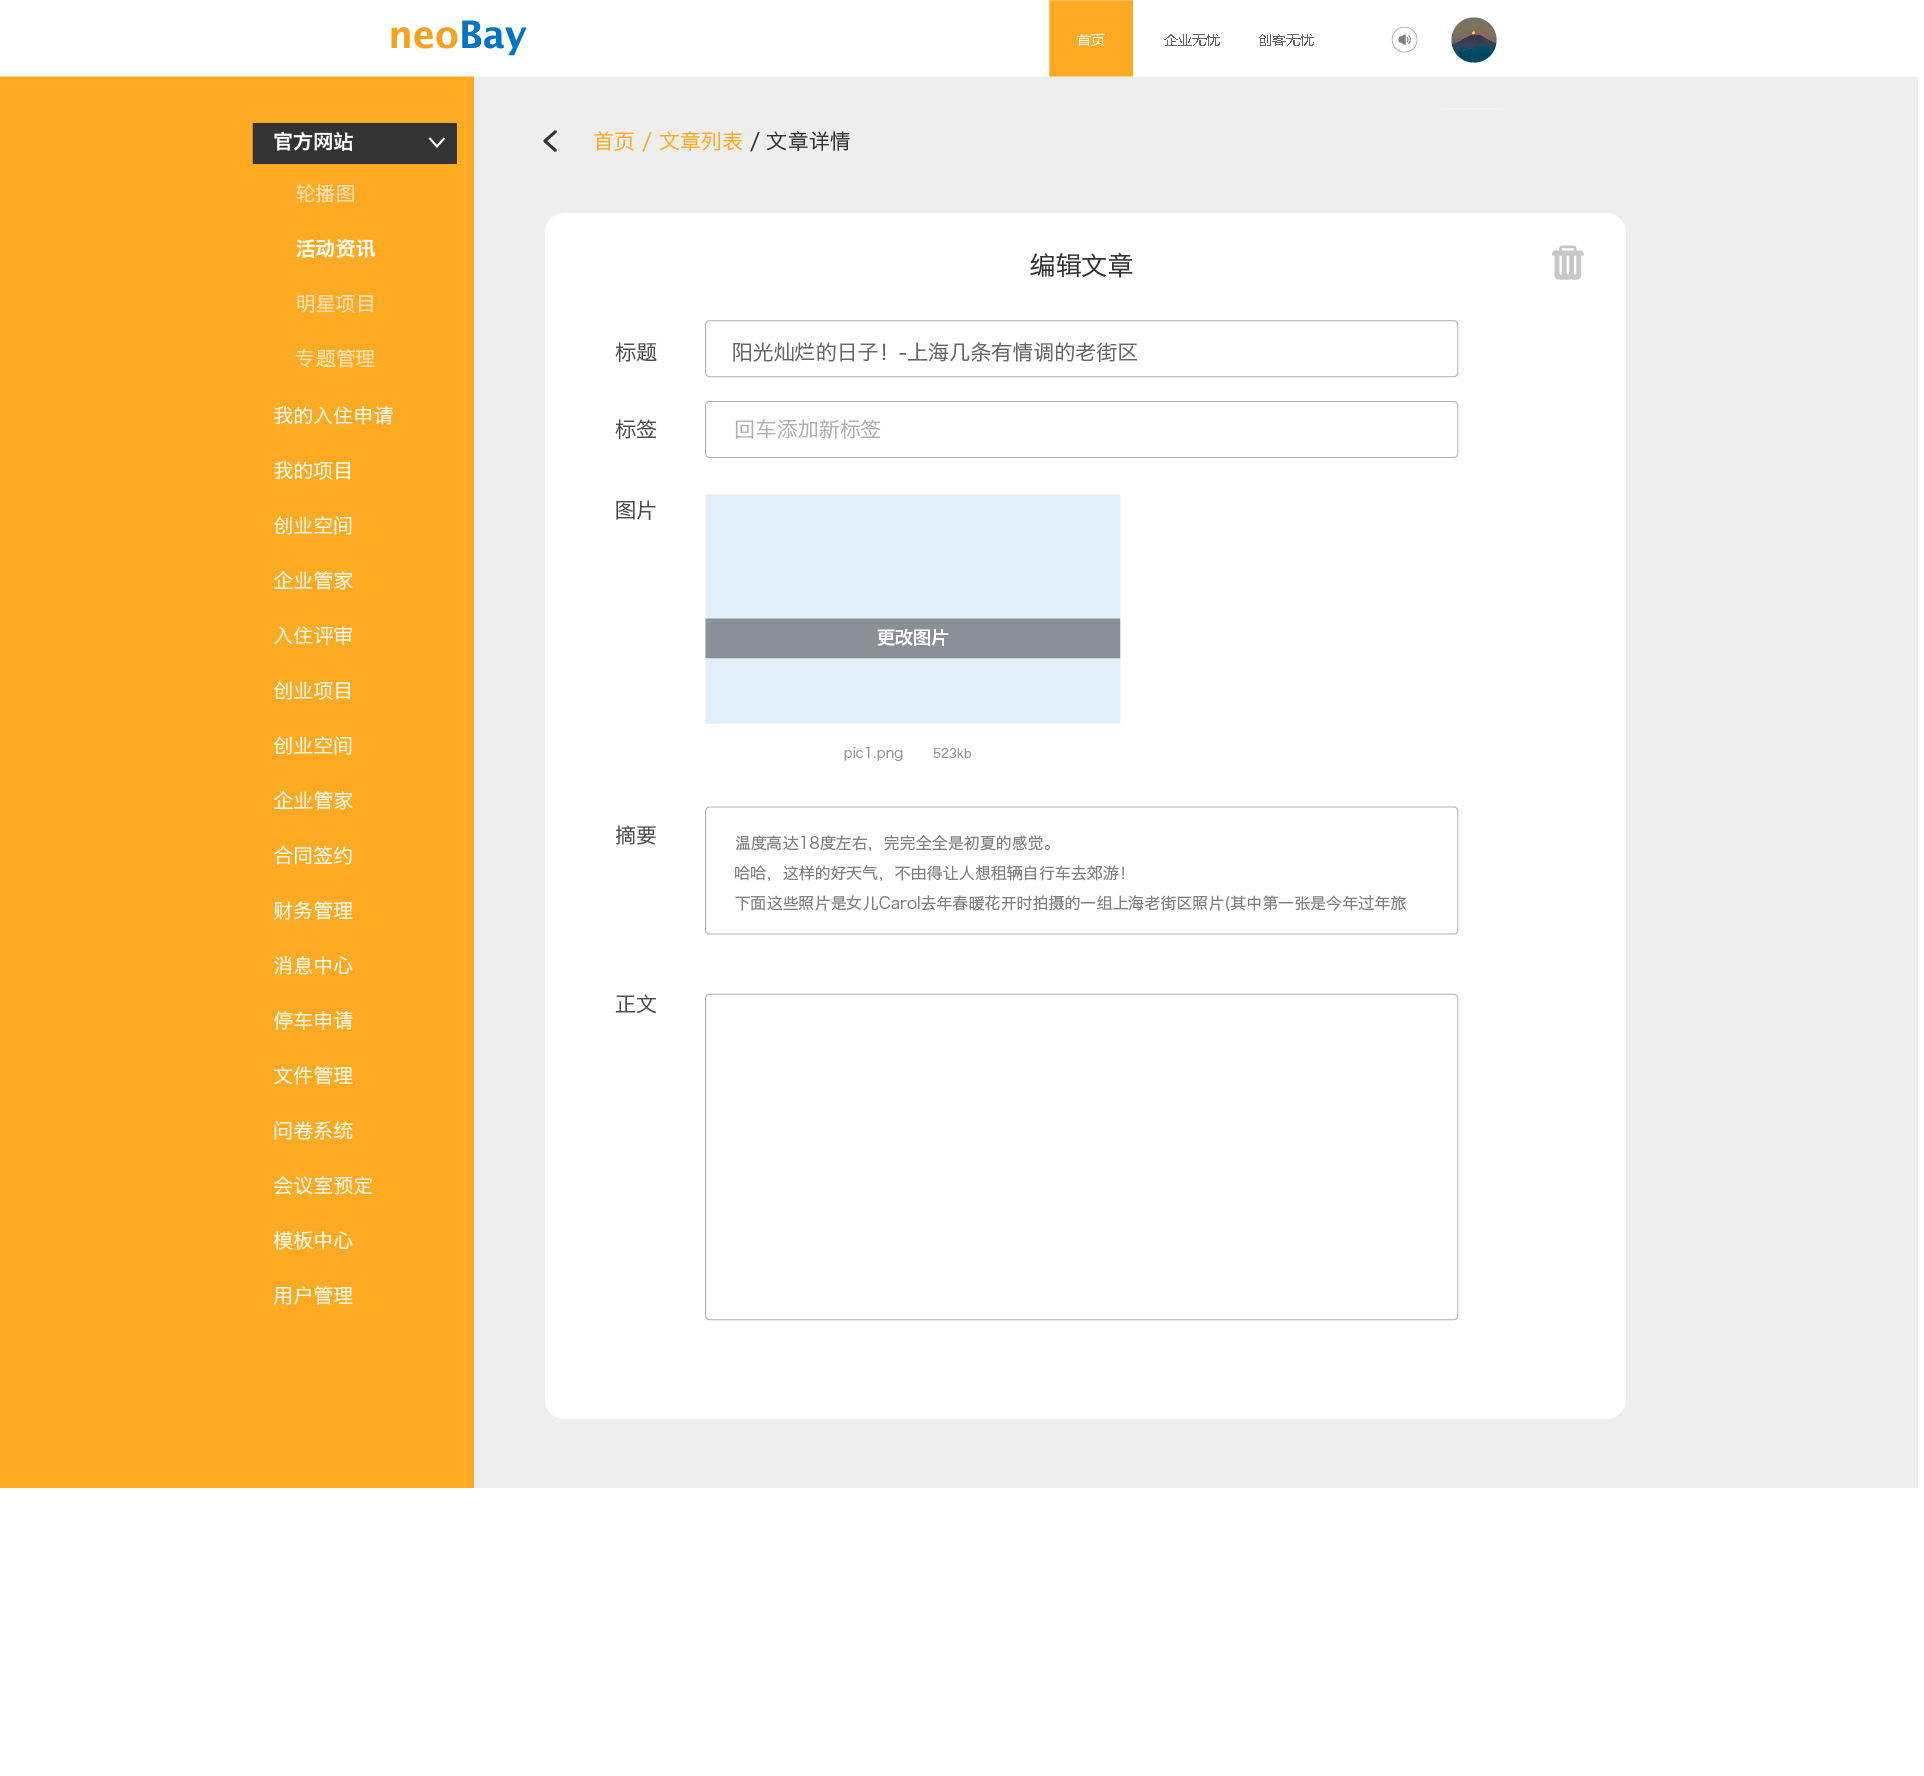 neoBay
首页
企业无忧
创客无忧
官方网站
轮播图
活动资讯
明星项目
专题管理
我的入住申请
我的项目
创业空间
企业管家
入住评审
创业项目
创业空间
企业管家
合同签约
财务管理
消息中心
停车申请
文件管理
问卷系统
会议室预定
模板中心
用户管理
首页 / 文章列表 / 文章详情
编辑文章
标题
阳光灿烂的日子！-上海几条有情调的老街区
标签
回车添加新标签
图片
更改图片
pic1.png 523kb
摘要
温度高达18度左右，完完全全是初夏的感觉。
哈哈，这样的好天气，不由得让人想租辆自行车去郊游！
下面这些照片是女儿Carol去年春暖花开时拍摄的一组上海老街区照片(其中第一张是今年过年旅
正文